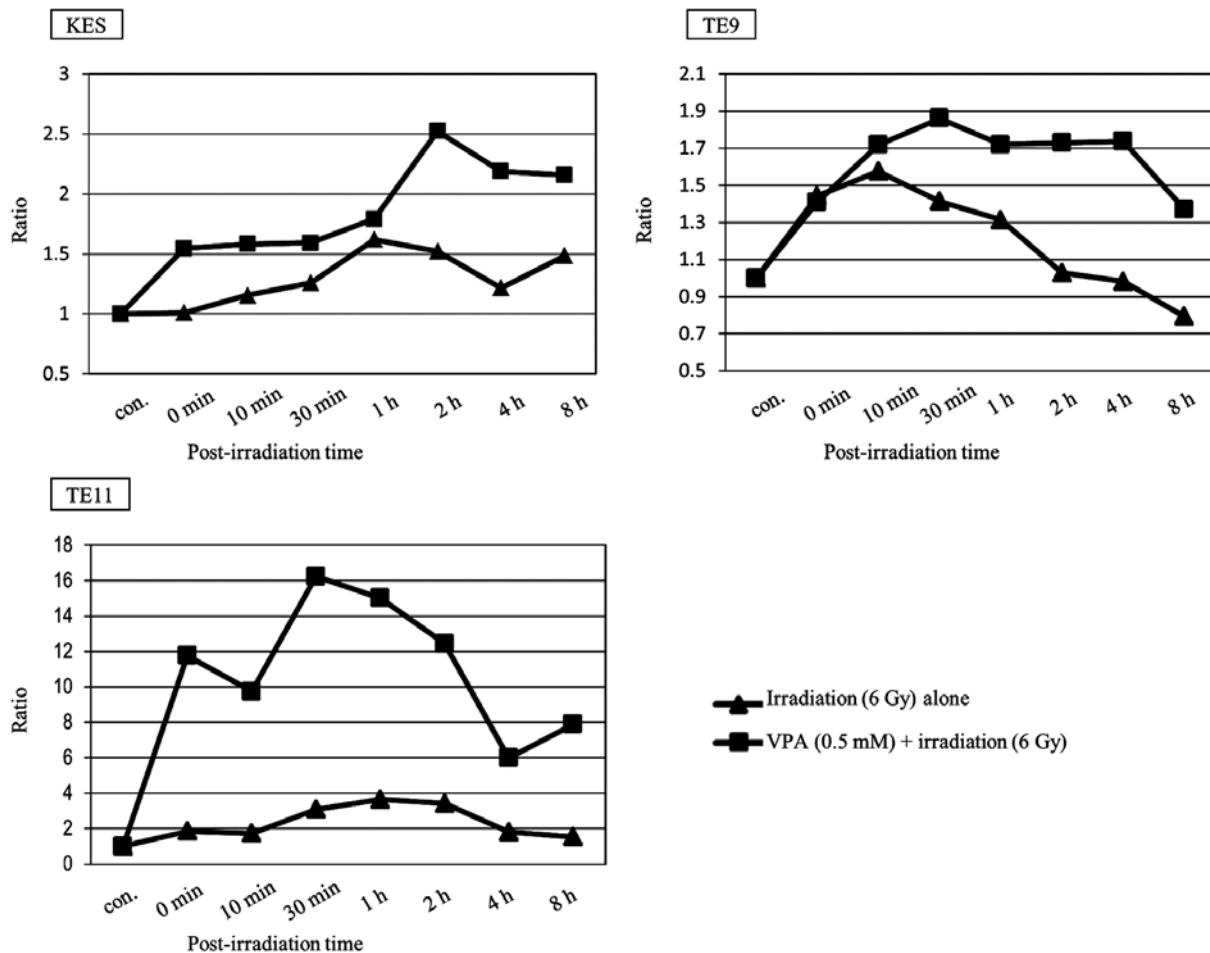 KES
3
2.5
2
1.5
1
0.5
Ratio
con. 0 min 10 min 30 min 1 h 2 h 4 h 8 h
Post-irradiation time
TE9
2.1
1.9
1.7
1.5
1.3
1.1
0.9
0.7
0.5
Ratio
con. 0 min 10 min 30 min 1 h 2 h 4 h 8 h
Post-irradiation time
TE11
18
16
14
12
10
8
6
4
2
0
Ratio
con. 0 min 10 min 30 min 1 h 2 h 4 h 8 h
Post-irradiation time
Irradiation (6 Gy) alone
VPA (0.5 mM) + irradiation (6 Gy)